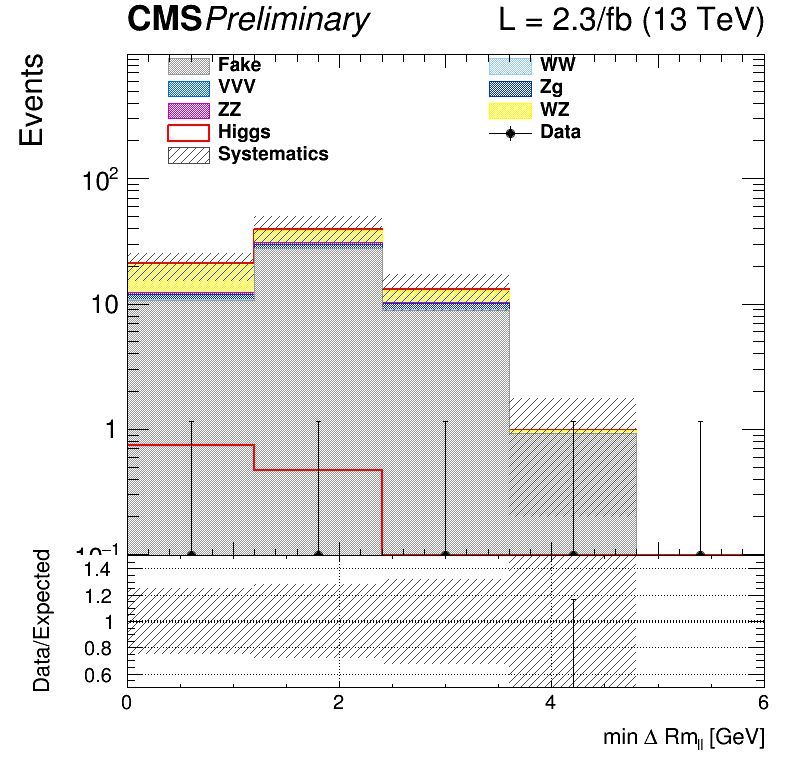 CMS Preliminary L = 2.3/fb (13 TeV)
Events
Fake WW
VVV Zg
ZZ WZ
Higgs Data
Systematics
10²
10
1
10⁻¹
Data/Expected
1.4
1.2
1
0.8
0.6
0 2 4 6
min Δ Rm_ll [GeV]